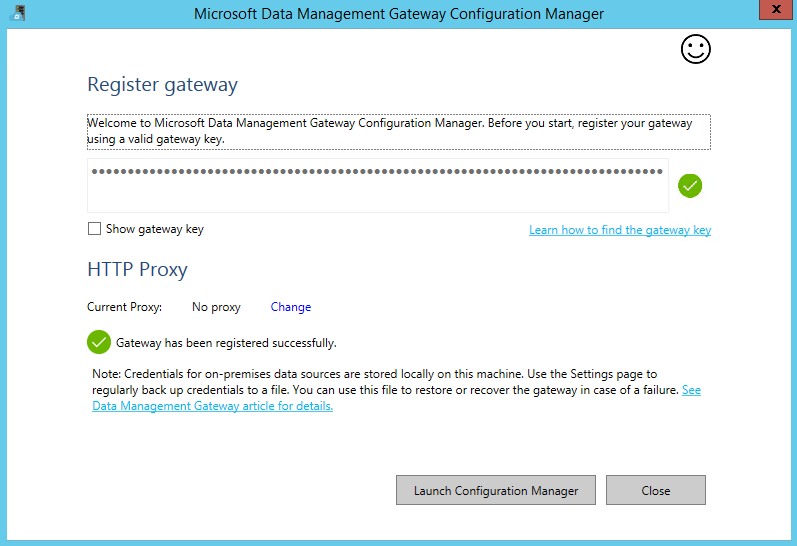 Microsoft Data Management Gateway Configuration Manager
x
Register gateway
Welcome to Microsoft Data Management Gateway Configuration Manager. Before you start, register your gateway
using a valid gateway key.
Show gateway key
Learn how to find the gateway key
HTTP Proxy
Current Proxy: No proxy Change
Gateway has been registered successfully.
Note: Credentials for on-premises data sources are stored locally on this machine. Use the Settings page to
regularly back up credentials to a file. You can use this file to restore or recover the gateway in case of a failure. See
Data Management Gateway article for details.
Launch Configuration Manager
Close